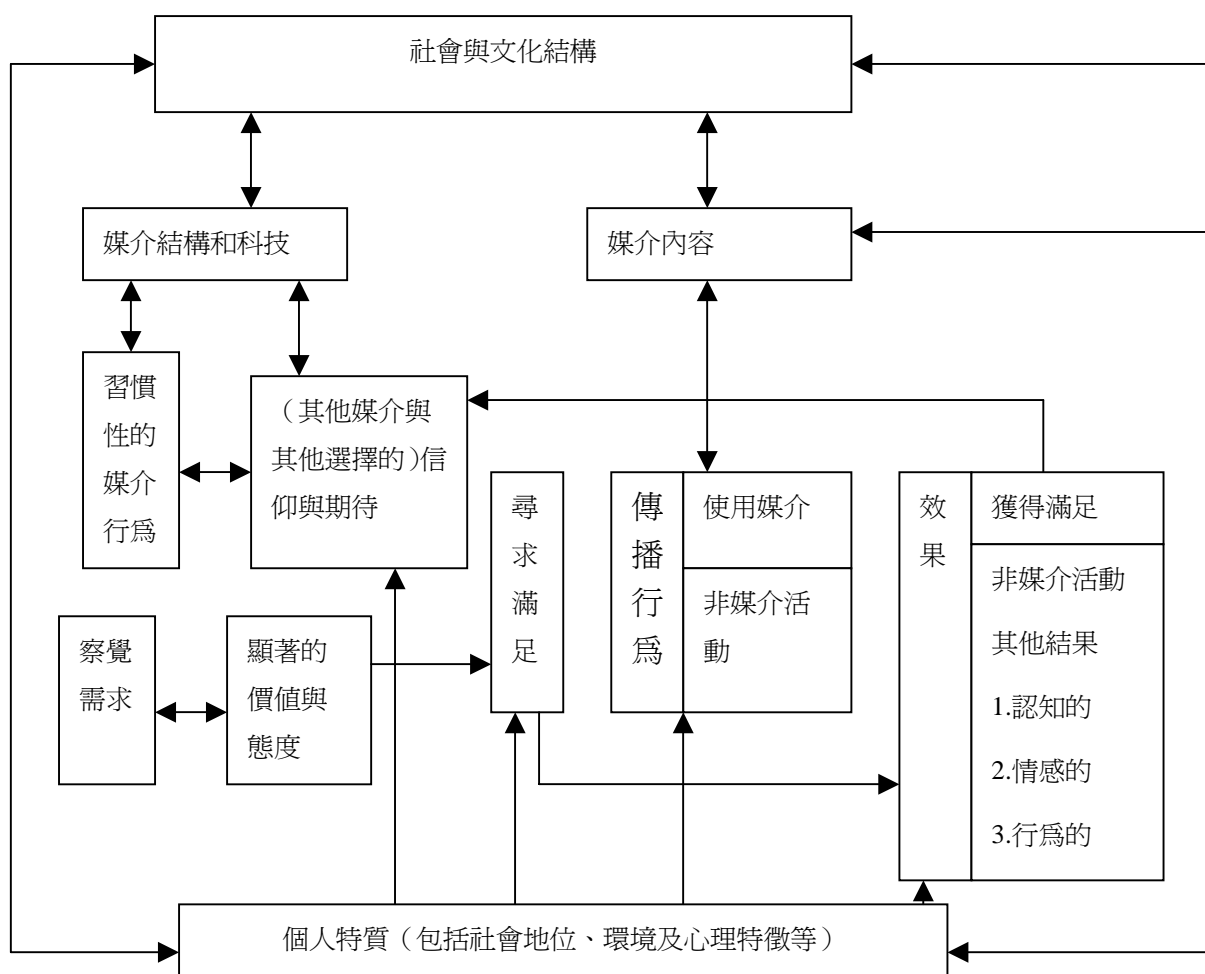 社會與文化結構
媒介結構和科技
媒介內容
習慣
性的
媒介
行爲
（其他媒介與
其他選擇的）信
仰與期待
尋
求
滿
足
傳
播
行
爲
使用媒介
非媒介活
動
效
果
獲得滿足
非媒介活動
其他結果
1.認知的
2.情感的
3.行爲的
察覺
需求
顯著的
價値與
態度
個人特質（包括社會地位、環境及心理特徵等）